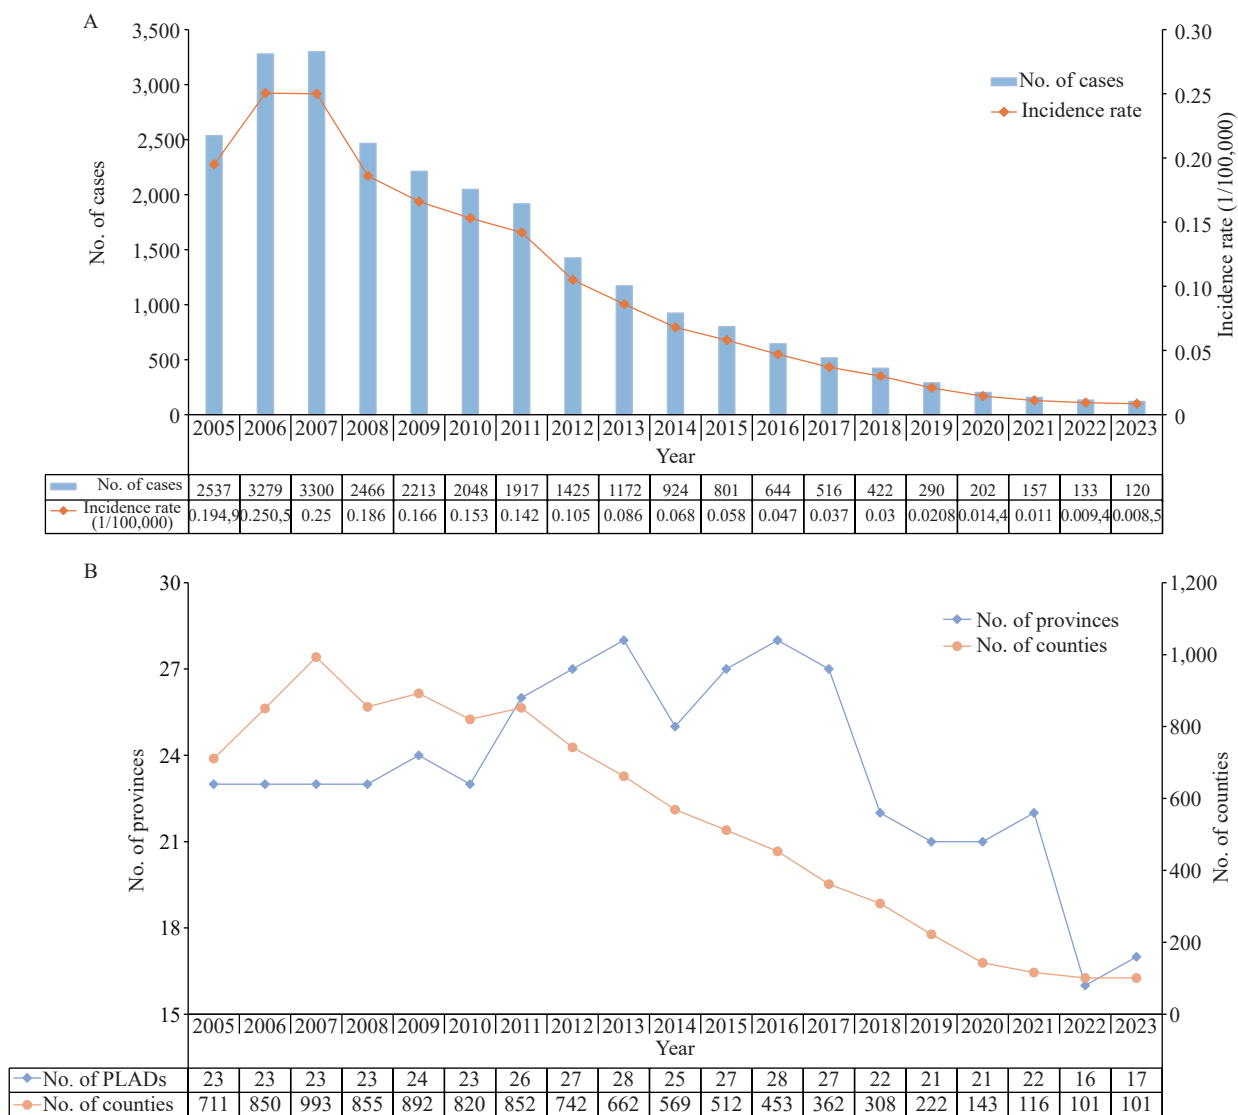 A
3,500 0.30
3,000 0.25
2,500 0.20
2,000
1,500 0.15
1,000 0.10
500 0.05
0 0
No. of cases
Incidence rate (1/100,000)
No. of cases
Incidence rate
2005 2006 2007 2008 2009 2010 2011 2012 2013 2014 2015 2016 2017 2018 2019 2020 2021 2022 2023
Year
No. of cases 2537 3279 3300 2466 2213 2048 1917 1425 1172 924 801 644 516 422 290 202 157 133 120
Incidence rate
(1/100,000) 0.194,9 0.250,5 0.25 0.186 0.166 0.153 0.142 0.105 0.086 0.068 0.058 0.047 0.037 0.03 0.0208 0.014,4 0.011 0.009,4 0.008,5
B
30 1,200
27 1,000
24 800
21 600
18 400
200
15 0
No. of provinces
No. of counties
No. of provinces
No. of counties
2005 2006 2007 2008 2009 2010 2011 2012 2013 2014 2015 2016 2017 2018 2019 2020 2021 2022 2023
Year
No. of PLADs 23 23 23 23 24 23 26 27 28 25 27 28 27 22 21 21 22 16 17
No. of counties 711 850 993 855 892 820 852 742 662 569 512 453 362 308 222 143 116 101 101